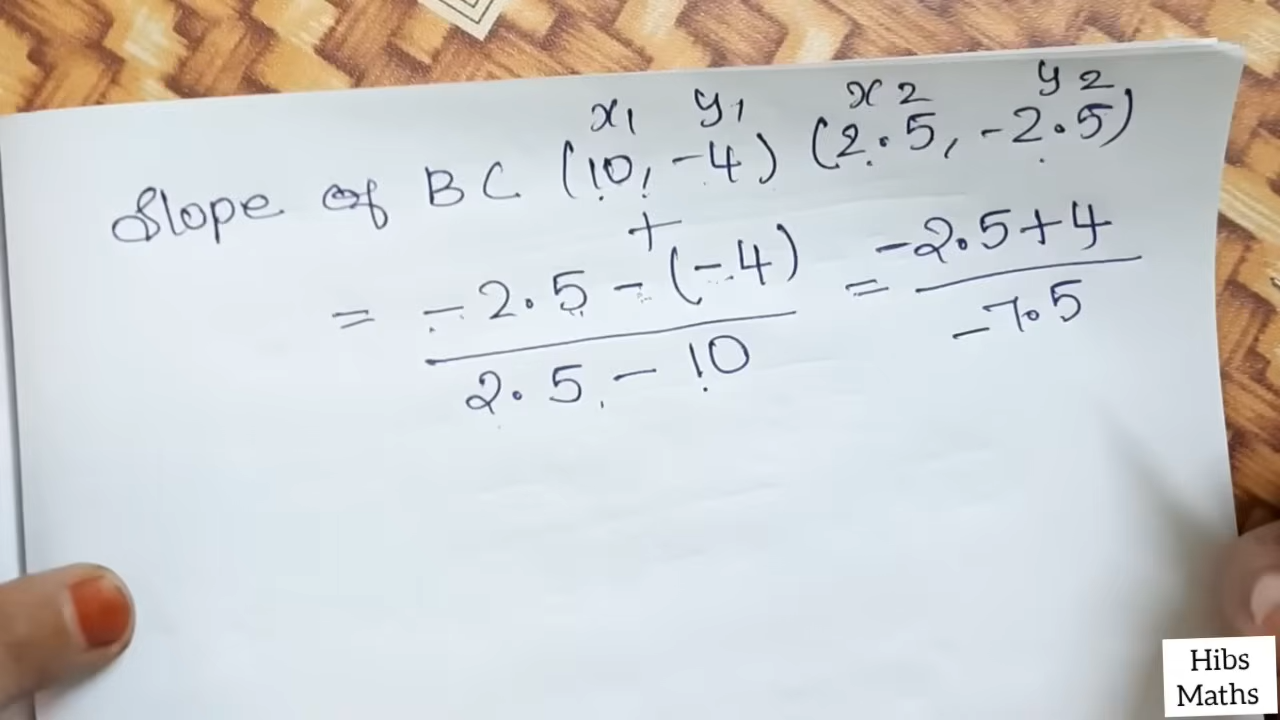 x1 y1 x2 y2
Slope of BC (10, -4) (2.5, -2.5)
+
= -2.5 - (-4) = -2.5+4
2.5 - 10 -7.5
Hibs
Maths